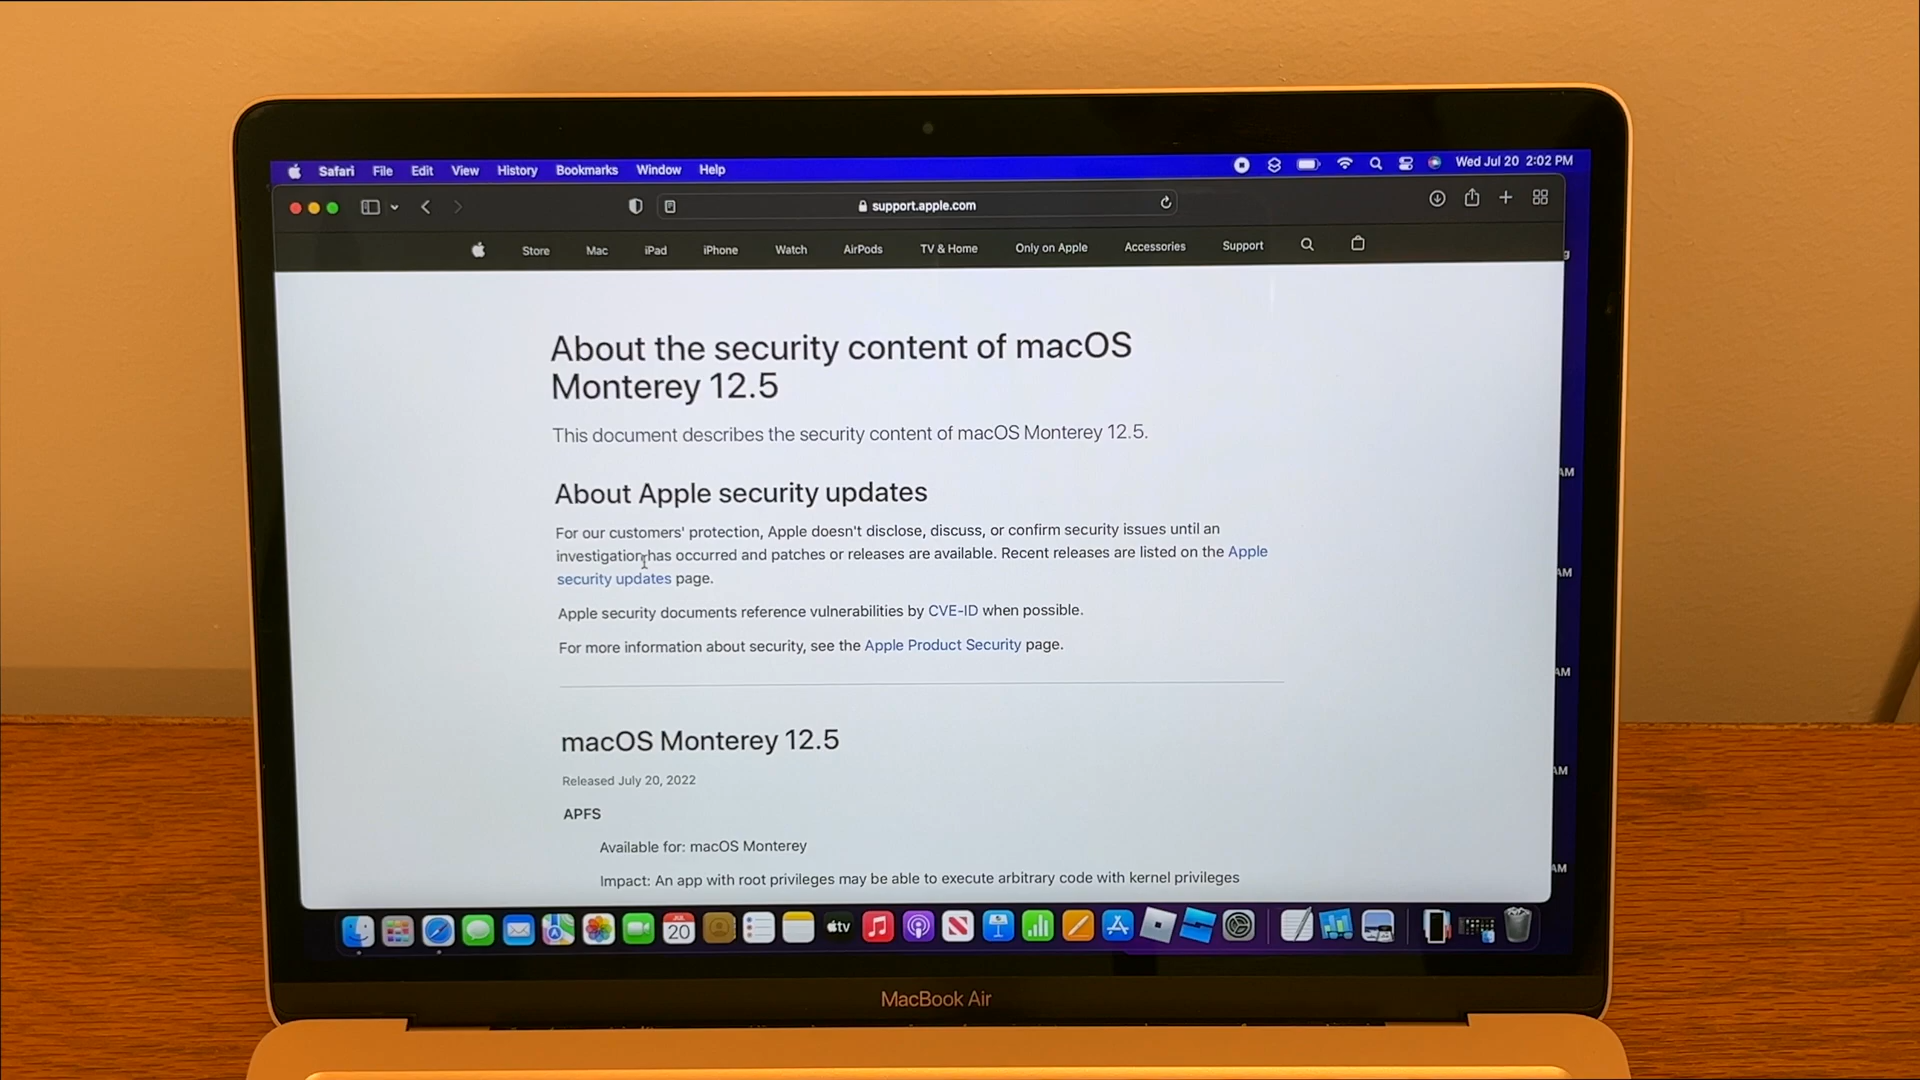 Safari File Edit View History Bookmarks Window Help Wed Jul 20 2:02 PM
support.apple.com
Store Mac iPad iPhone Watch AirPods TV & Home Only on Apple Accessories Support
About the security content of macOS
Monterey 12.5
This document describes the security content of macOS Monterey 12.5.
AM
About Apple security updates
For our customers' protection, Apple doesn't disclose, discuss, or confirm security issues until an
investigation has occurred and patches or releases are available. Recent releases are listed on the Apple
security updates page.
AM
Apple security documents reference vulnerabilities by CVE-ID when possible.
For more information about security, see the Apple Product Security page.
AM
macOS Monterey 12.5
Released July 20, 2022
AM
APFS
Available for: macOS Monterey
Impact: An app with root privileges may be able to execute arbitrary code with kernel privileges
AM
JUL
20
tv
MacBook Air